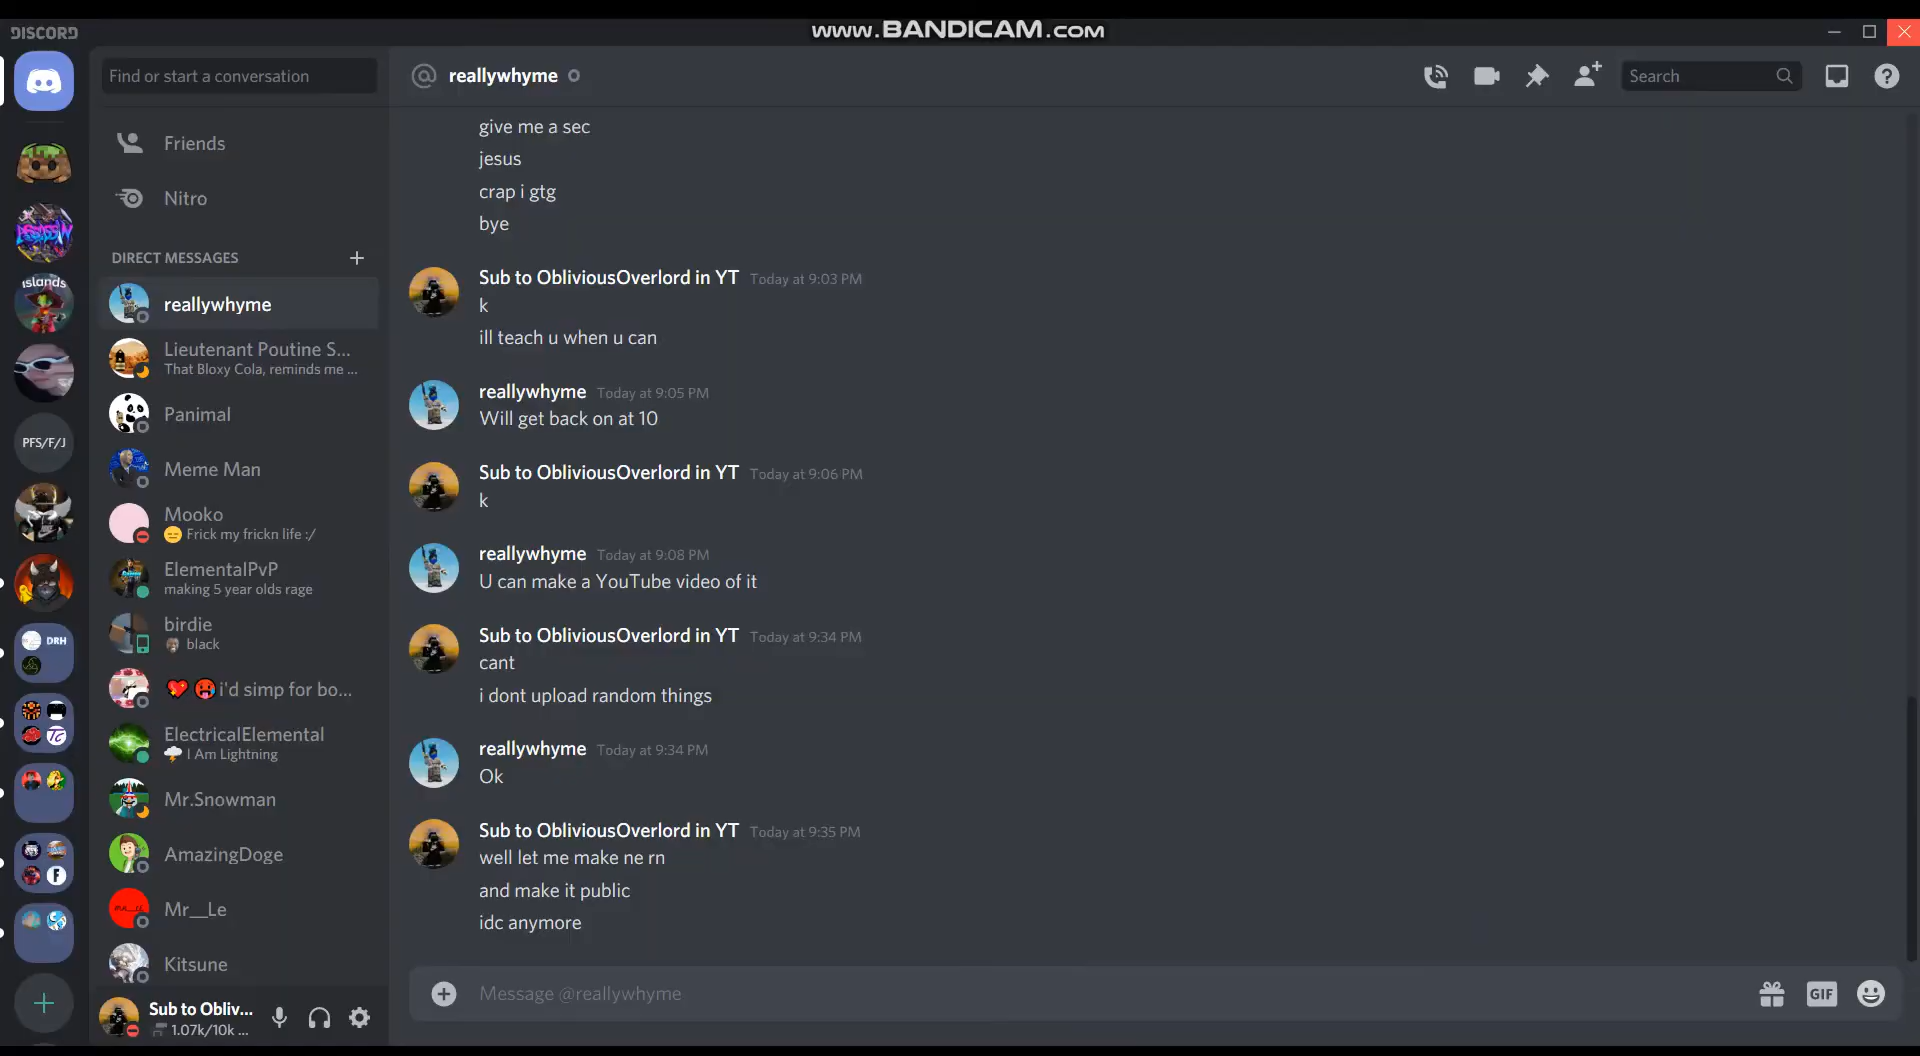 www.BANDICAM.com
DISCORD
Find or start a conversation
reallywhyme
Search
Friends
Nitro
DIRECT MESSAGES
reallywhyme
Lieutenant Poutine S...
That Bloxy Cola, reminds me ...
Panimal
Meme Man
Mooko
Frick my frickn life :/
ElementalPvP
making 5 year olds rage
birdie
black
i'd simp for bo...
ElectricalElemental
I Am Lightning
Mr.Snowman
AmazingDoge
Mr__Le
Kitsune
Sub to Obliv...
1.07k/10k ...
islands
PFS/F/J
DRH
TC
F
give me a sec
jesus
crap i gtg
bye
Sub to ObliviousOverlord in YT Today at 9:03 PM
k
ill teach u when u can
reallywhyme Today at 9:05 PM
Will get back on at 10
Sub to ObliviousOverlord in YT Today at 9:06 PM
k
reallywhyme Today at 9:08 PM
U can make a YouTube video of it
Sub to ObliviousOverlord in YT Today at 9:34 PM
cant
i dont upload random things
reallywhyme Today at 9:34 PM
Ok
Sub to ObliviousOverlord in YT Today at 9:35 PM
well let me make ne rn
and make it public
idc anymore
Message @reallywhyme
GIF